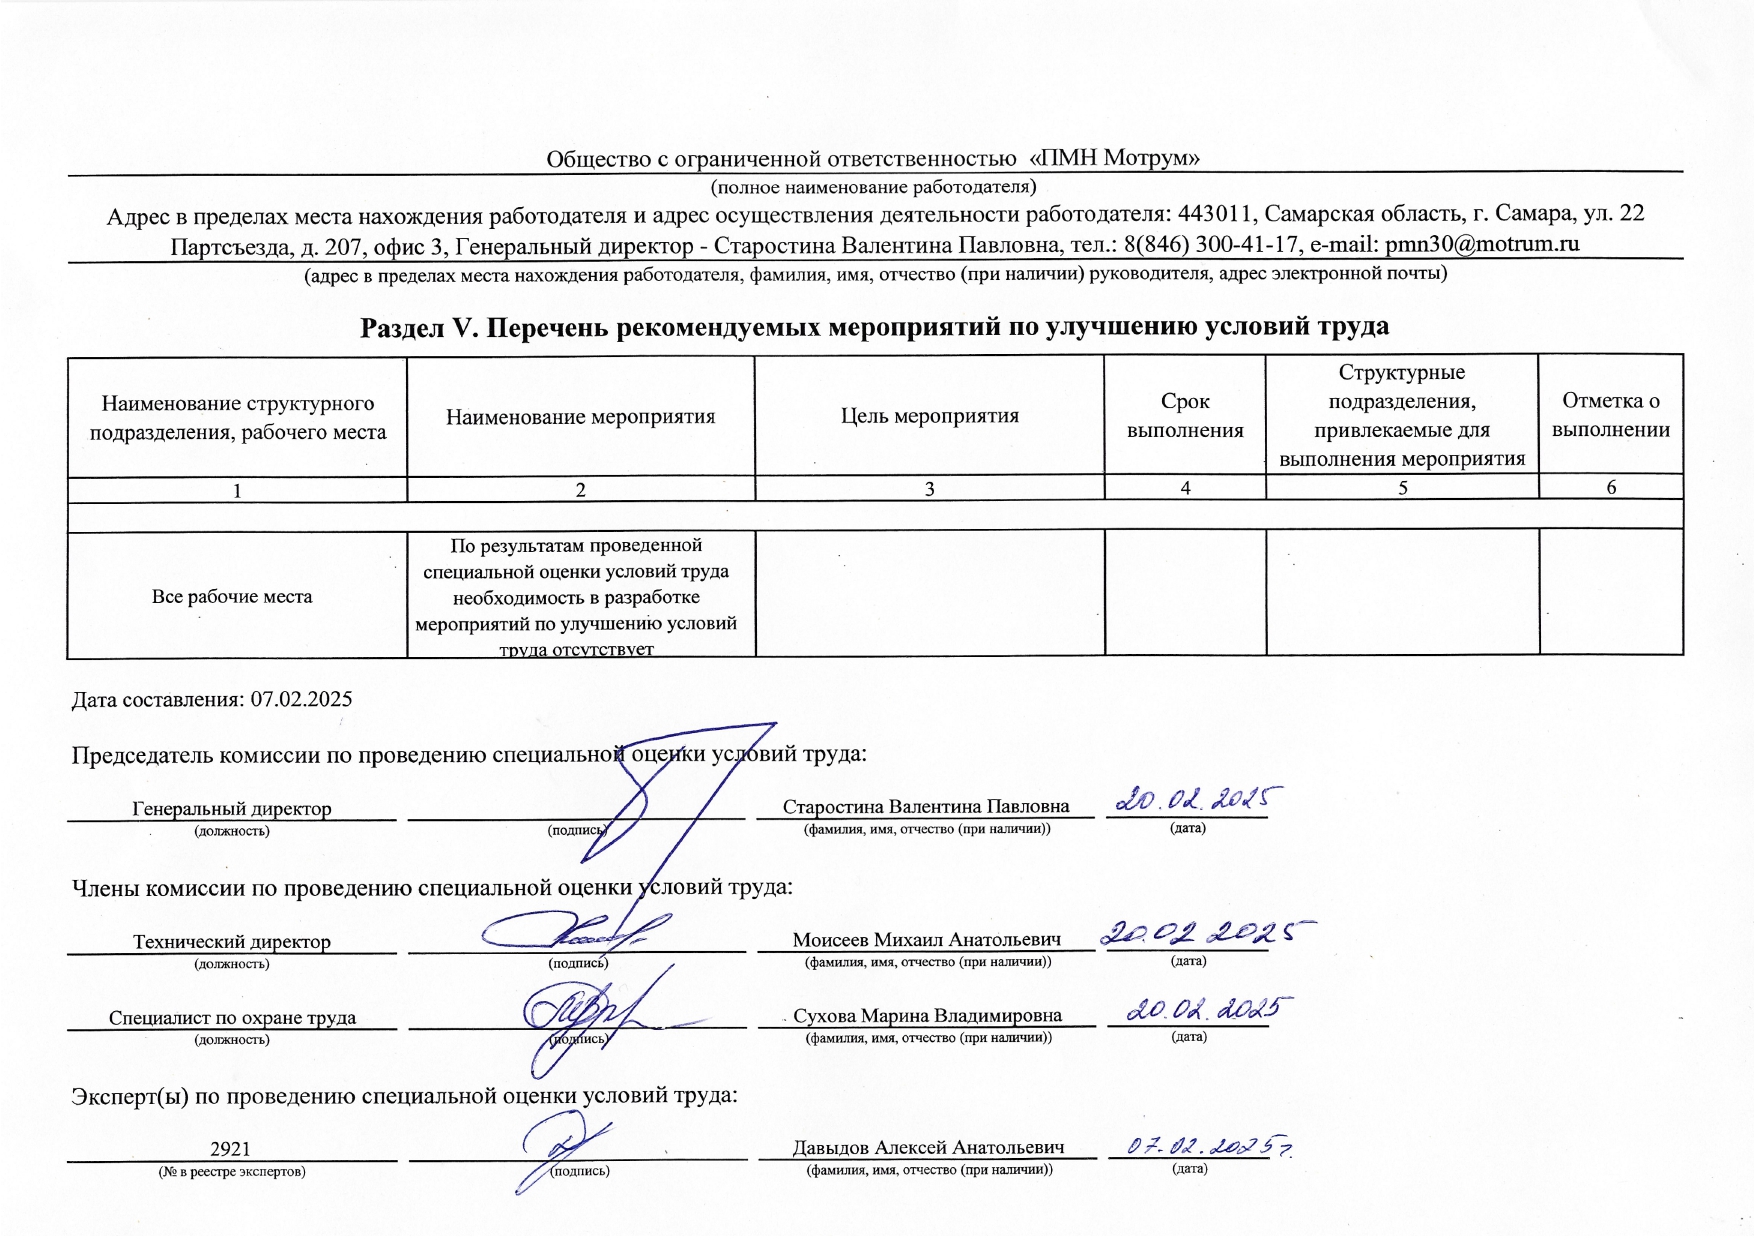 Общество с ограниченной ответственностью «ПМН Мотрум»
(полное наименование работодателя)
Адрес в пределах места нахождения работодателя и адрес осуществления деятельности работодателя: 443011, Самарская область, г. Самара, ул. 22
Партсъезда, д. 207, офис 3, Генеральный директор - Старостина Валентина Павловна, тел.: 8(846) 300-41-17, e-mail: pmn30@motrum.ru
(адрес в пределах места нахождения работодателя, фамилия, имя, отчество (при наличии) руководителя, адрес электронной почты)
Раздел V. Перечень рекомендуемых мероприятий по улучшению условий труда
Наименование структурного
подразделения, рабочего места
Наименование мероприятия
Цель мероприятия
Срок
выполнения
Структурные
подразделения,
привлекаемые для
выполнения мероприятия
Отметка о
выполнении
1 2 3 4 5 6
Все рабочие места
По результатам проведенной
специальной оценки условий труда
необходимость в разработке
мероприятий по улучшению условий
труда отсутствует
Дата составления: 07.02.2025
Председатель комиссии по проведению специальной оценки условий труда:
Генеральный директор Старостина Валентина Павловна 20.02.2025
(должность) (подпись) (фамилия, имя, отчество (при наличии)) (дата)
Члены комиссии по проведению специальной оценки условий труда:
Технический директор Моисеев Михаил Анатольевич 20.02 2025
(должность) (подпись) (фамилия, имя, отчество (при наличии)) (дата)
Специалист по охране труда Сухова Марина Владимировна 20.02.2025
(должность) (подпись) (фамилия, имя, отчество (при наличии)) (дата)
Эксперт(ы) по проведению специальной оценки условий труда:
2921 Давыдов Алексей Анатольевич 07.02.2025г.
(№ в реестре экспертов) (подпись) (фамилия, имя, отчество (при наличии)) (дата)